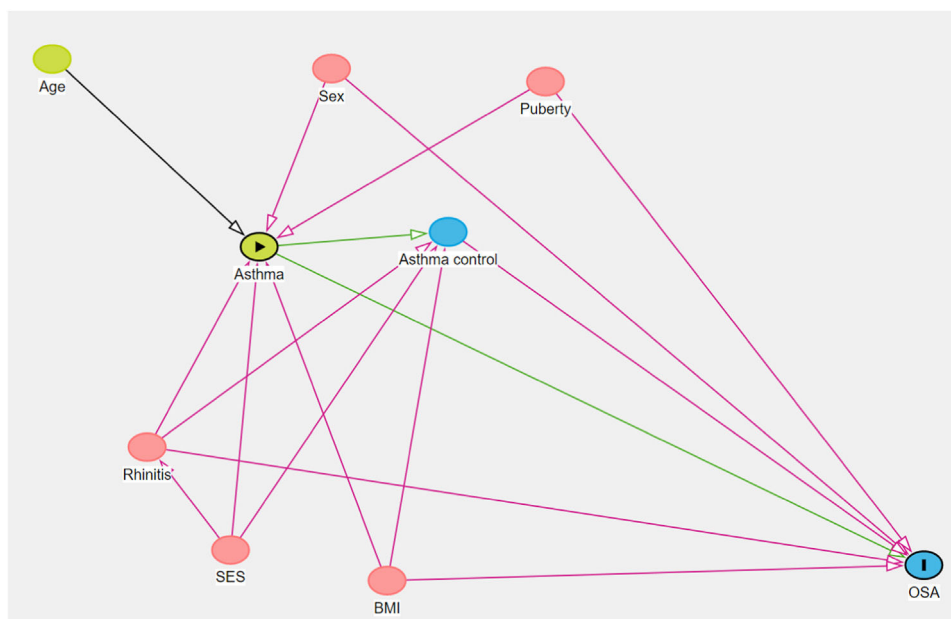 Age
Sex
Puberty
Asthma
Asthma control
Rhinitis
SES
BMI
OSA